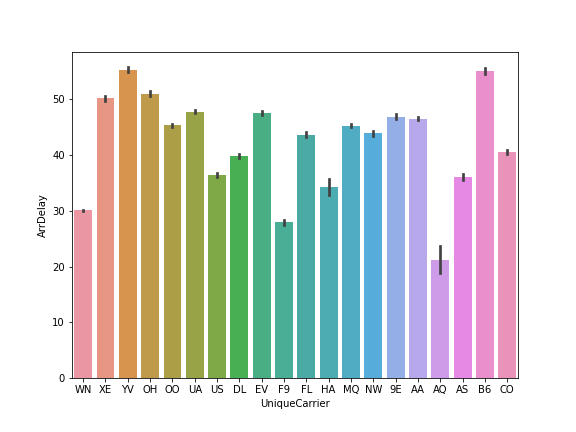 ArrDelay
50
40
30
20
10
0
WN XE YV OH OO UA US DL EV F9 FL HA MQ NW 9E AA AQ AS B6 CO
UniqueCarrier